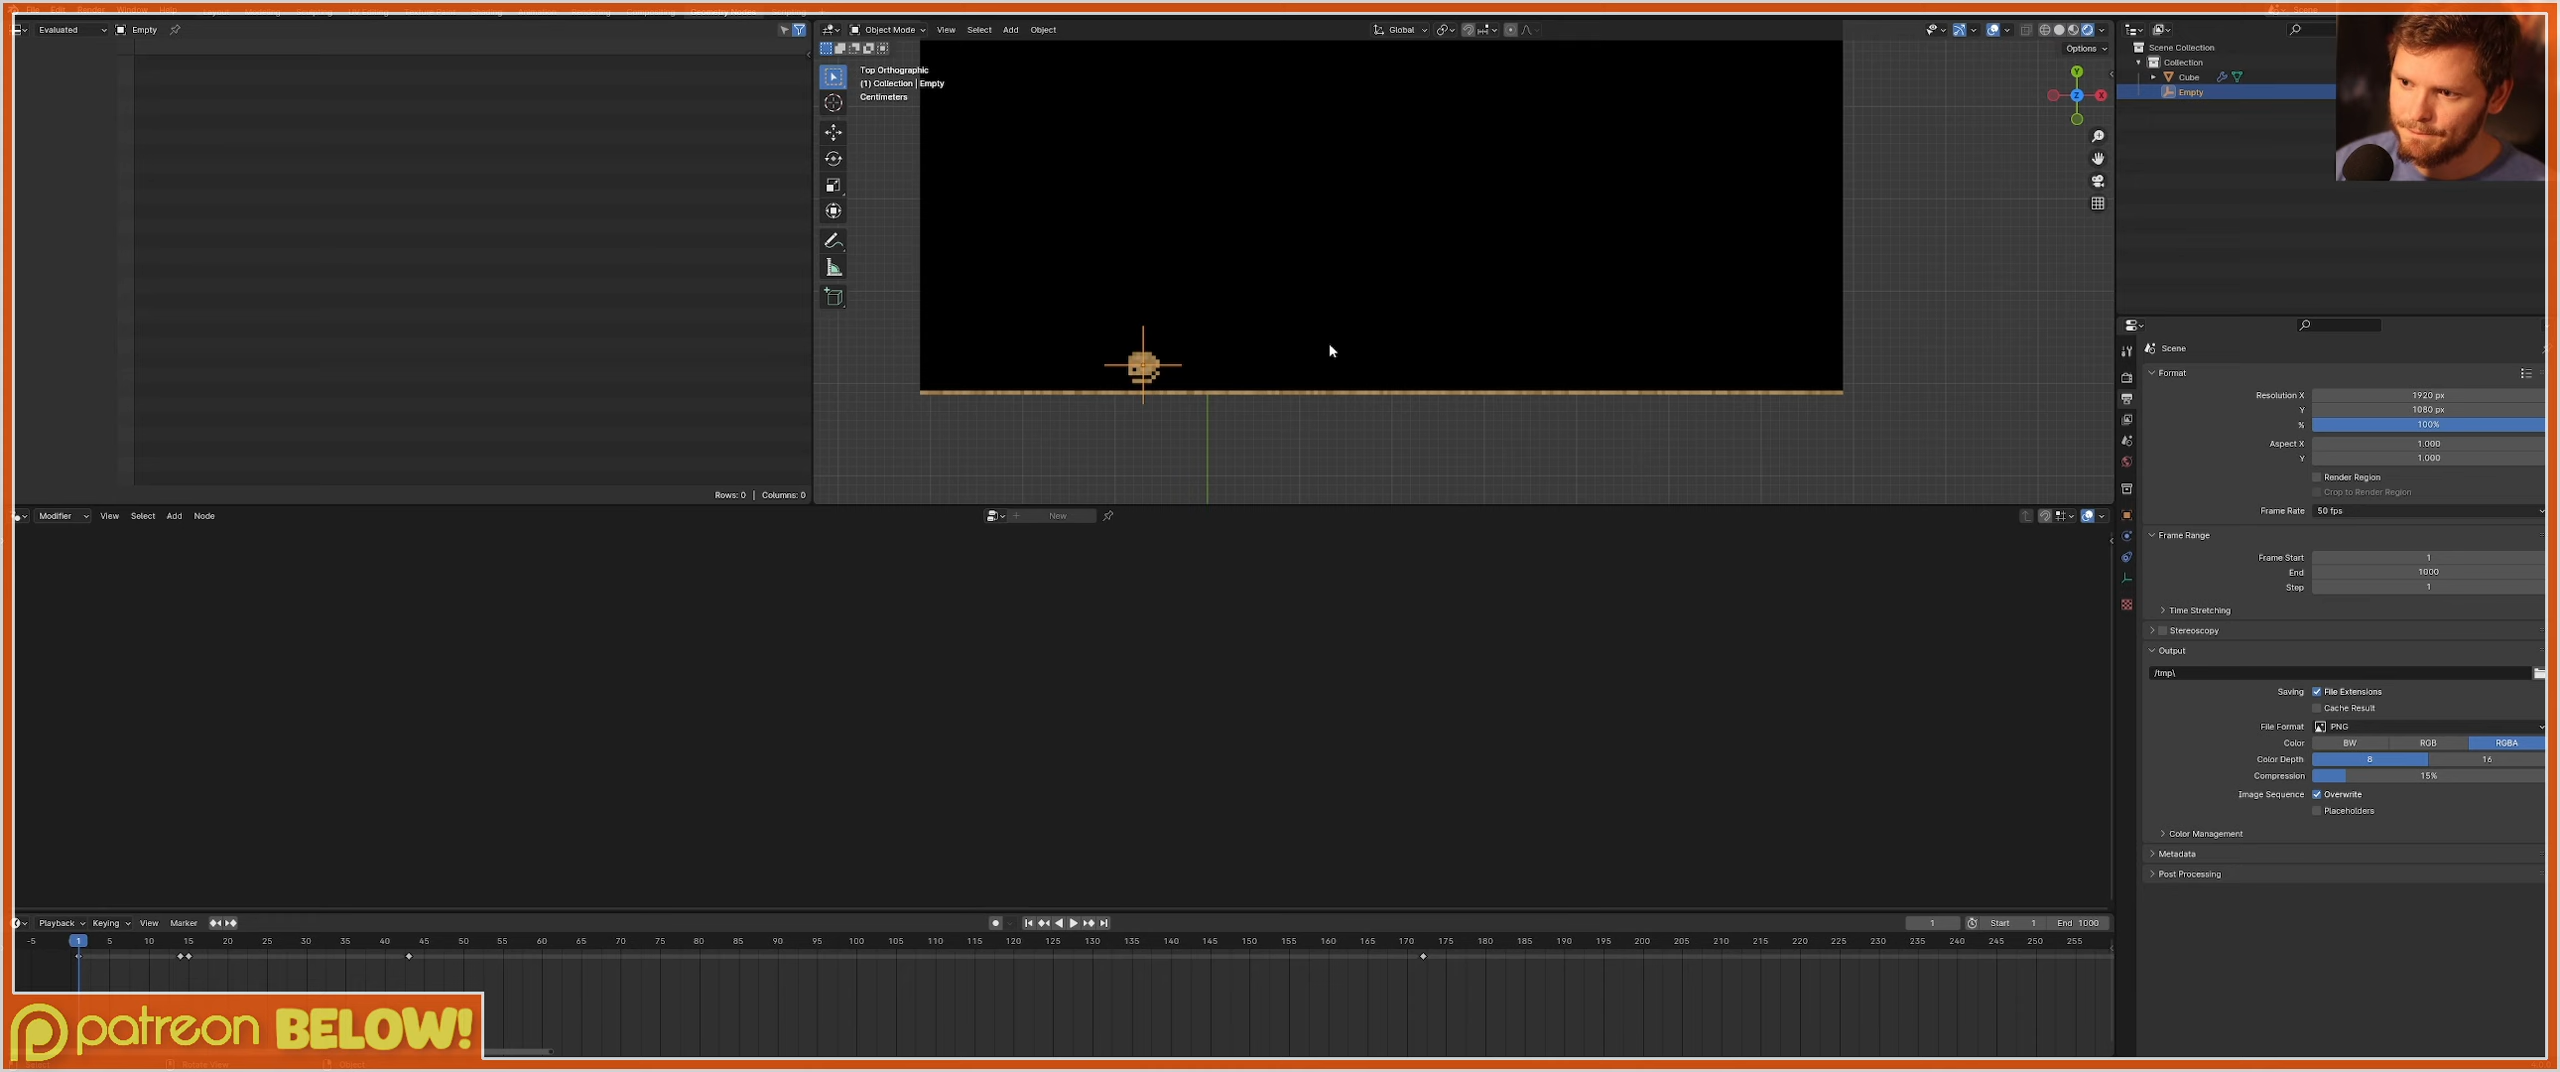 File Edit Render Window Help
Evaluated Empty
Object Mode View Select Add Object Global
Options
Top Orthographic
(1) Collection | Empty
Centimeters
Y
Z
X
Rows: 0 | Columns: 0
Scene Collection
Collection
Cube
Empty
Modifier View Select Add Node New
Scene
Format
Resolution X 1920 px
Y 1080 px
% 100%
Aspect X 1.000
Y 1.000
Render Region
Crop to Render Region
Frame Rate 50 fps
Frame Range
Frame Start 1
End 1000
Step 1
Time Stretching
Stereoscopy
Output
/tmp\
Saving File Extensions
Cache Result
File Format PNG
Color BW RGB RGBA
Color Depth 8 16
Compression 15%
Image Sequence Overwrite
Placeholders
Color Management
Metadata
Post Processing
Playback Keying View Marker 1 Start 1 End 1000
-5 1 5 10 15 20 25 30 35 40 45 50 55 60 65 70 75 80 85 90 95 100 105 110 115 120 125 130 135 140 145 150 155 160 165 170 175 180 185 190 195 200 205 210 215 220 225 230 235 240 245 250 255
patreon BELOW!